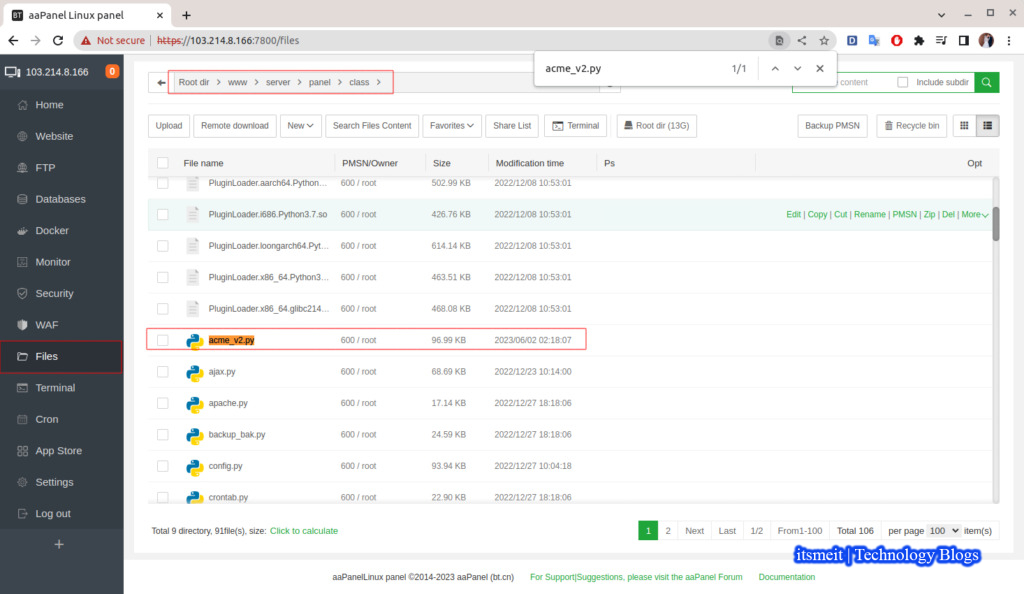 BT aaPanel Linux panel
Not secure | https://103.214.8.166:7800/files
acme_v2.py 1/1
103.214.8.166 0
Root dir > www > server > panel > class >
content Include subdir
Home
Website
FTP
Databases
Docker
Monitor
Security
WAF
Files
Terminal
Cron
App Store
Settings
Log out
Upload Remote download New Search Files Content Favorites Share List Terminal Root dir (13G) Backup PMSN Recycle bin
File name PMSN/Owner Size Modification time Ps Opt
PluginLoader.aarch64.Python... 600 / root 502.99 KB 2022/12/08 10:53:01
PluginLoader.i686.Python3.7.so 600 / root 426.76 KB 2022/12/08 10:53:01 Edit | Copy | Cut | Rename | PMSN | Zip | Del | More
PluginLoader.loongarch64.Pyt... 600 / root 614.14 KB 2022/12/08 10:53:01
PluginLoader.x86_64.Python3... 600 / root 463.51 KB 2022/12/08 10:53:01
PluginLoader.x86_64.glibc214... 600 / root 468.08 KB 2022/12/08 10:53:01
acme_v2.py 600 / root 96.99 KB 2023/06/02 02:18:07
ajax.py 600 / root 68.69 KB 2022/12/23 10:14:00
apache.py 600 / root 17.14 KB 2022/12/27 18:18:06
backup_bak.py 600 / root 24.59 KB 2022/12/27 18:18:06
config.py 600 / root 93.94 KB 2022/12/27 10:04:18
crontab.py 600 / root 22.90 KB 2022/12/27 18:18:06
Total 9 directory, 91file(s), size: Click to calculate
1 2 Next Last 1/2 From1-100 Total 106 per page 100 item(s)
itsmeit | Technology Blogs
aaPanelLinux panel ©2014-2023 aaPanel (bt.cn) For Support|Suggestions, please visit the aaPanel Forum Documentation